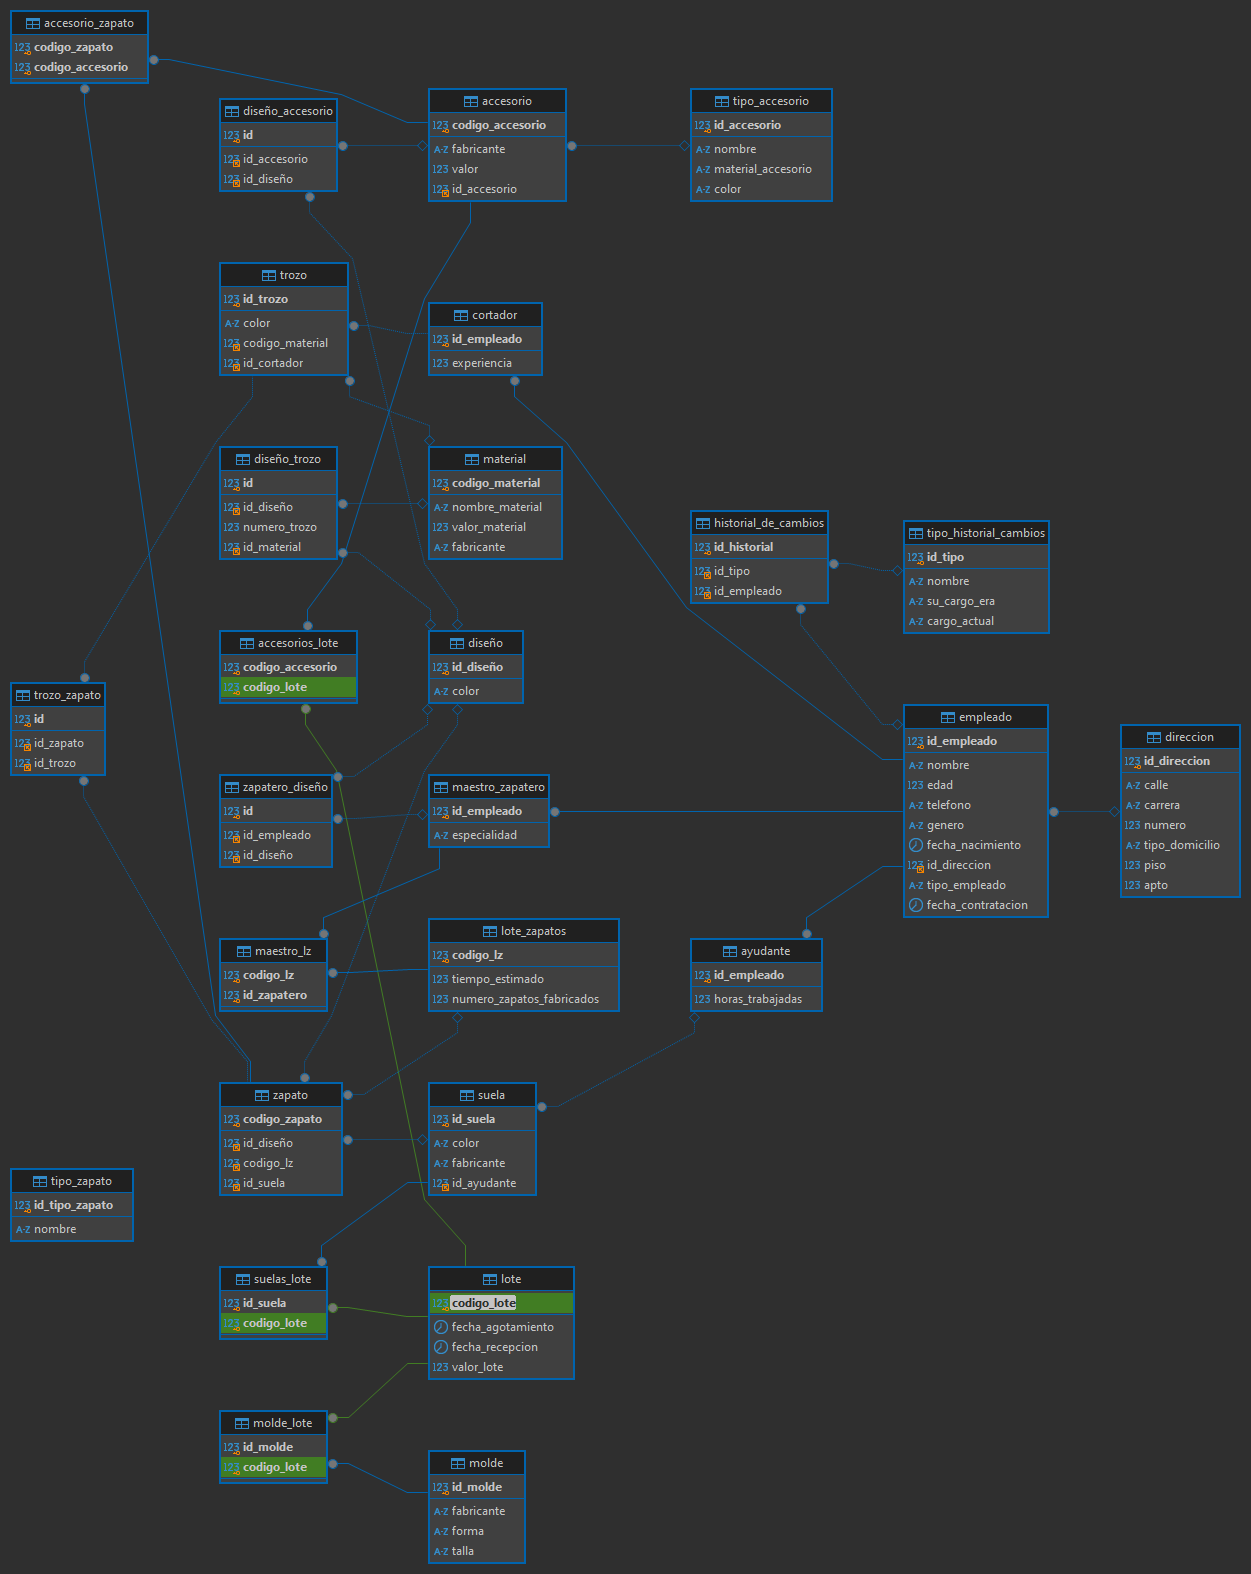 accesorio_zapato
123 codigo_zapato
123 codigo_accesorio
diseño_accesorio
123 id
123 id_accesorio
123 id_diseño
accesorio
123 codigo_accesorio
A-Z fabricante
123 valor
123 id_accesorio
tipo_accesorio
123 id_accesorio
A-Z nombre
A-Z material_accesorio
A-Z color
trozo
123 id_trozo
A-Z color
123 codigo_material
123 id_cortador
cortador
123 id_empleado
123 experiencia
diseño_trozo
123 id
123 id_diseño
123 numero_trozo
123 id_material
material
123 codigo_material
A-Z nombre_material
123 valor_material
A-Z fabricante
historial_de_cambios
123 id_historial
123 id_tipo
123 id_empleado
tipo_historial_cambios
123 id_tipo
A-Z nombre
A-Z su_cargo_era
A-Z cargo_actual
accesorios_lote
123 codigo_accesorio
123 codigo_lote
diseño
123 id_diseño
A-Z color
trozo_zapato
123 id
123 id_zapato
123 id_trozo
empleado
123 id_empleado
A-Z nombre
123 edad
A-Z telefono
A-Z genero
fecha_nacimiento
123 id_direccion
A-Z tipo_empleado
fecha_contratacion
direccion
123 id_direccion
A-Z calle
A-Z carrera
123 numero
A-Z tipo_domicilio
123 piso
123 apto
zapatero_diseño
123 id
123 id_empleado
123 id_diseño
maestro_zapatero
123 id_empleado
A-Z especialidad
maestro_lz
123 codigo_lz
123 id_zapatero
lote_zapatos
123 codigo_lz
123 tiempo_estimado
123 numero_zapatos_fabricados
ayudante
123 id_empleado
123 horas_trabajadas
zapato
123 codigo_zapato
123 id_diseño
123 codigo_lz
123 id_suela
suela
123 id_suela
A-Z color
A-Z fabricante
123 id_ayudante
tipo_zapato
123 id_tipo_zapato
A-Z nombre
suelas_lote
123 id_suela
123 codigo_lote
lote
123 codigo_lote
fecha_agotamiento
fecha_recepcion
123 valor_lote
molde_lote
123 id_molde
123 codigo_lote
molde
123 id_molde
A-Z fabricante
A-Z forma
A-Z talla